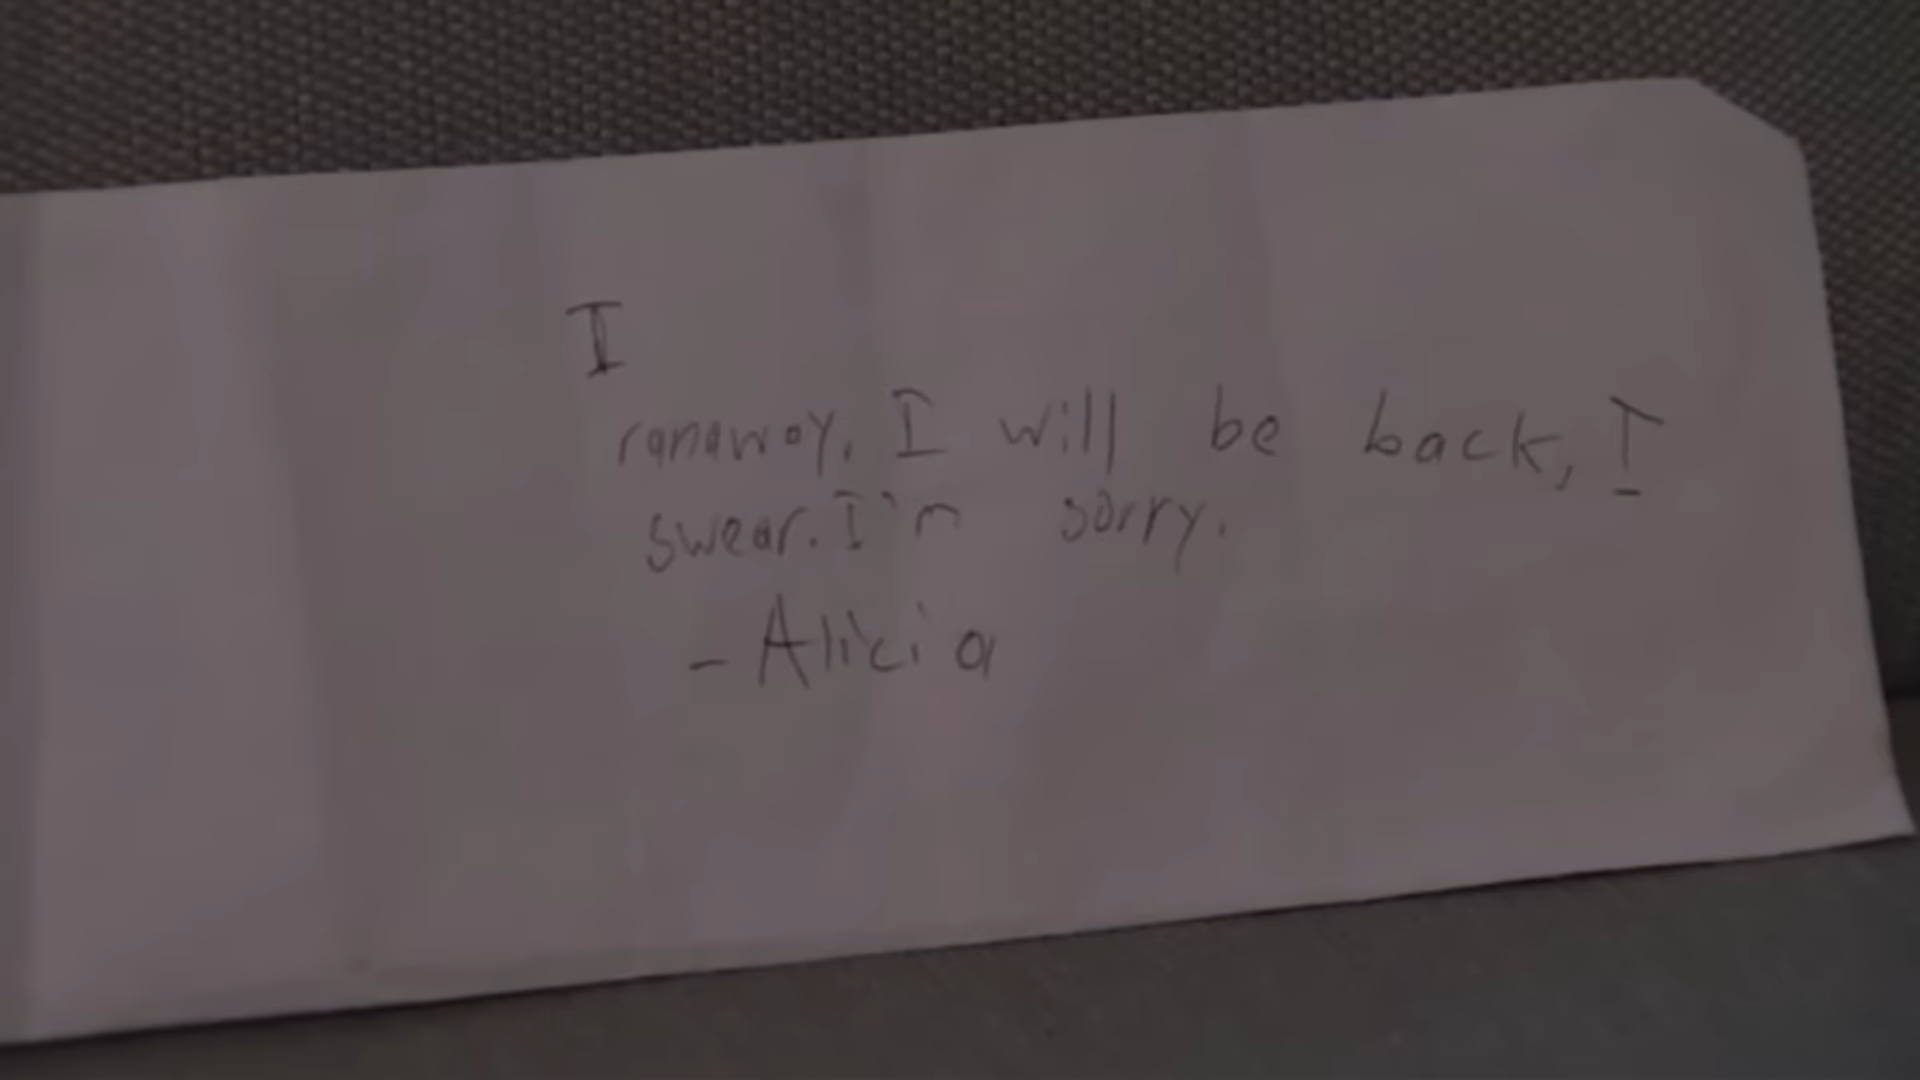 I
ranaway. I will be back, I
swear. I'm sorry.
- Alicia